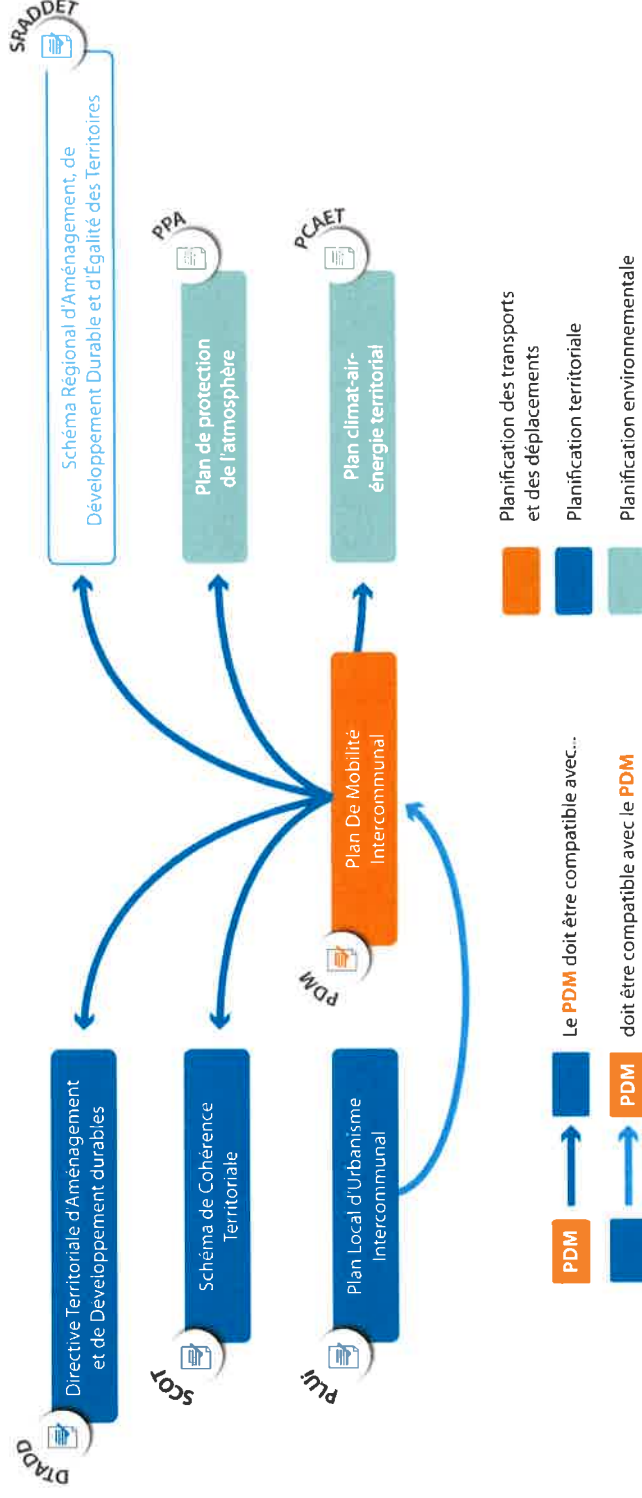 DTADD
Directive Territoriale d'Aménagement
et de Développement durables
SCOT
Schéma de Cohérence
Territoriale
PLUi
Plan Local d'Urbanisme
Intercommunal
PDM
Plan De Mobilité
Intercommunal
SRADDET
Schéma Régional d'Aménagement, de
Développement Durable et d'Égalité des Territoires
PPA
Plan de protection
de l'atmosphère
PCAET
Plan climat-air-
énergie territorial
PDM
Le PDM doit être compatible avec...
PDM
doit être compatible avec le PDM
Planification des transports
et des déplacements
Planification territoriale
Planification environnementale